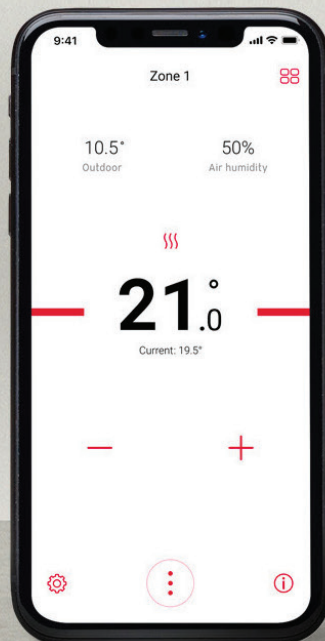 9:41
Zone 1
10.5° 50%
Outdoor Air humidity
21.0°
Current: 19.5°